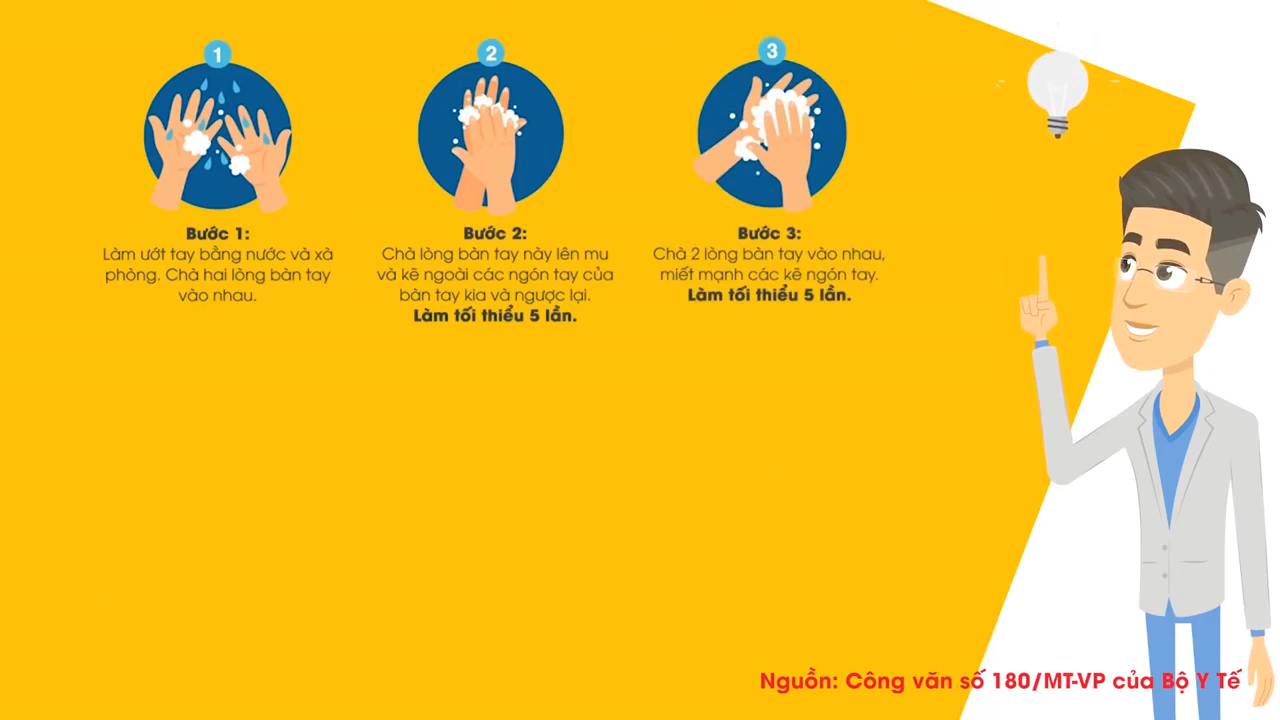 1
Bước 1:
Làm ướt tay bằng nước và xà
phòng. Chà hai lòng bàn tay
vào nhau.
2
Bước 2:
Chà lòng bàn tay này lên mu
và kẽ ngoài các ngón tay của
bàn tay kia và ngược lại.
Làm tối thiểu 5 lần.
3
Bước 3:
Chà 2 lòng bàn tay vào nhau,
miết mạnh các kẽ ngón tay.
Làm tối thiểu 5 lần.
Nguồn: Công văn số 180/MT-VP của Bộ Y Tế